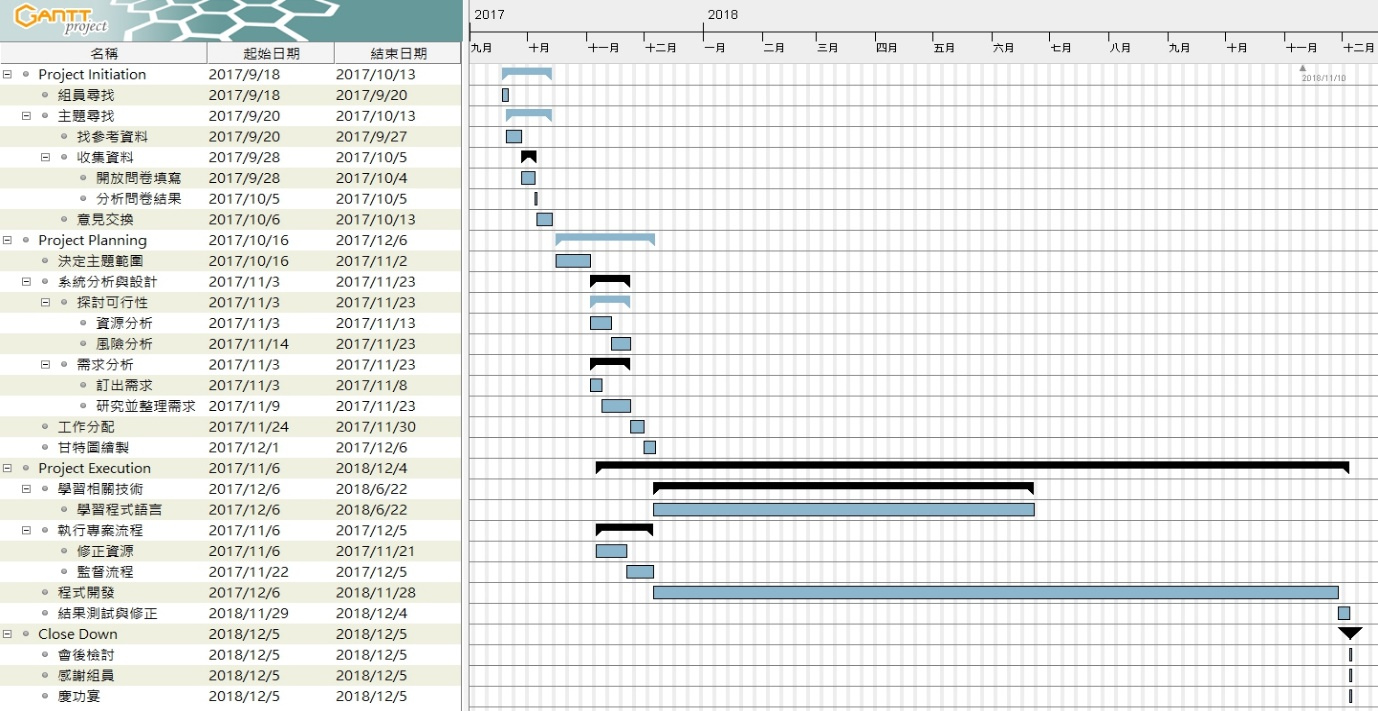 GANTT
project
2017 2018
名稱 起始日期 結束日期 九月 十月 十一月 十二月 一月 二月 三月 四月 五月 六月 七月 八月 九月 十月 十一月 十二月
2018/11/10
Project Initiation 2017/9/18 2017/10/13
組員尋找 2017/9/18 2017/9/20
主題尋找 2017/9/20 2017/10/13
找參考資料 2017/9/20 2017/9/27
收集資料 2017/9/28 2017/10/5
開放問卷填寫 2017/9/28 2017/10/4
分析問卷結果 2017/10/5 2017/10/5
意見交換 2017/10/6 2017/10/13
Project Planning 2017/10/16 2017/12/6
決定主題範圍 2017/10/16 2017/11/2
系統分析與設計 2017/11/3 2017/11/23
探討可行性 2017/11/3 2017/11/23
資源分析 2017/11/3 2017/11/13
風險分析 2017/11/14 2017/11/23
需求分析 2017/11/3 2017/11/23
訂出需求 2017/11/3 2017/11/8
研究並整理需求 2017/11/9 2017/11/23
工作分配 2017/11/24 2017/11/30
甘特圖繪製 2017/12/1 2017/12/6
Project Execution 2017/11/6 2018/12/4
學習相關技術 2017/12/6 2018/6/22
學習程式語言 2017/12/6 2018/6/22
執行專案流程 2017/11/6 2017/12/5
修正資源 2017/11/6 2017/11/21
監督流程 2017/11/22 2017/12/5
程式開發 2017/12/6 2018/11/28
結果測試與修正 2018/11/29 2018/12/4
Close Down 2018/12/5 2018/12/5
會後檢討 2018/12/5 2018/12/5
感謝組員 2018/12/5 2018/12/5
慶功宴 2018/12/5 2018/12/5